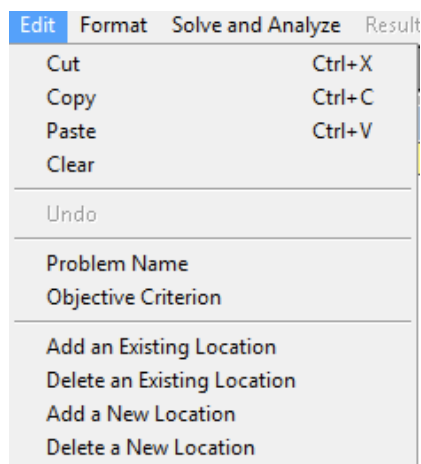 Edit Format Solve and Analyze Result
Cut Ctrl+X
Copy Ctrl+C
Paste Ctrl+V
Clear
Undo
Problem Name
Objective Criterion
Add an Existing Location
Delete an Existing Location
Add a New Location
Delete a New Location